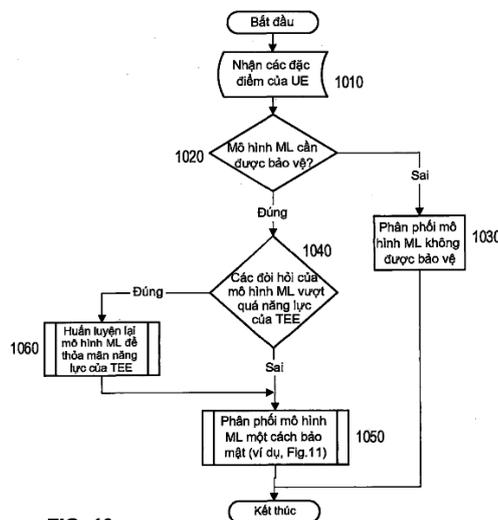 Bắt đầu
Nhận các đặc
điểm của UE
1010
Mô hình ML cần
được bảo vệ?
1020
Sai
Đúng
Phân phối mô
hình ML không
được bảo vệ
1030
1040
Các đòi hỏi của
mô hình ML vượt
quá năng lực
của TEE
Đúng
Huấn luyện lại
mô hình ML để
thỏa mãn năng
lực của TEE
1060
Sai
Phân phối mô hình
ML một cách bảo
mật (ví dụ, Fig.11)
1050
Kết thúc